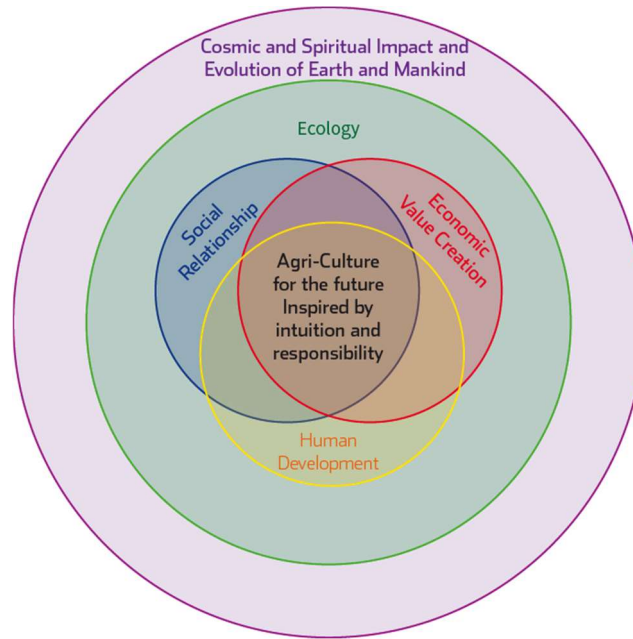 Cosmic and Spiritual Impact and
Evolution of Earth and Mankind
Ecology
Social
Relationship
Economic
Value Creation
Agri-Culture
for the future
Inspired by
intuition and
responsibility
Human
Development